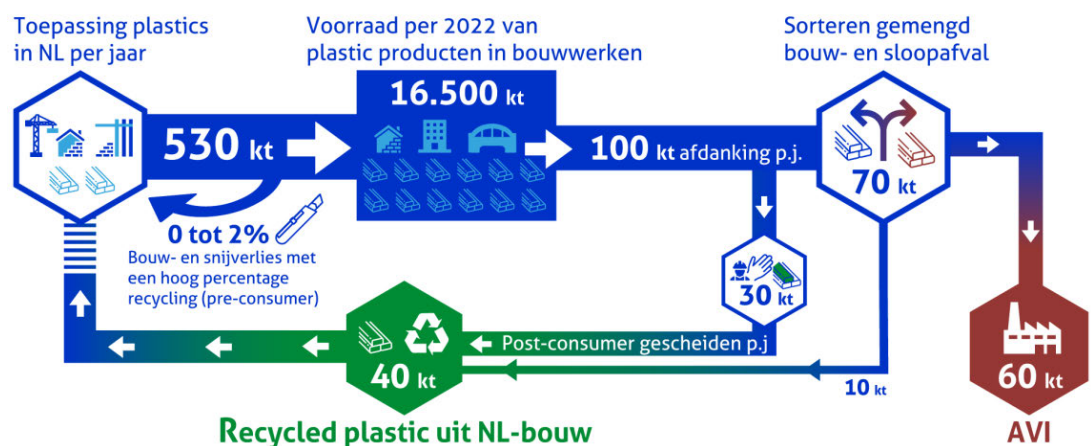 Toepassing plastics
in NL per jaar
Voorraad per 2022 van
plastic producten in bouwwerken
Sorteren gemengd
bouw- en sloopafval
530 kt
16.500 kt
100 kt afdanking p.j.
70 kt
0 tot 2%
Bouw- en snijverlies met
een hoog percentage
recycling (pre-consumer)
30 kt
Post-consumer gescheiden p.j
40 kt
10 kt
60 kt
Recycled plastic uit NL-bouw
AVI